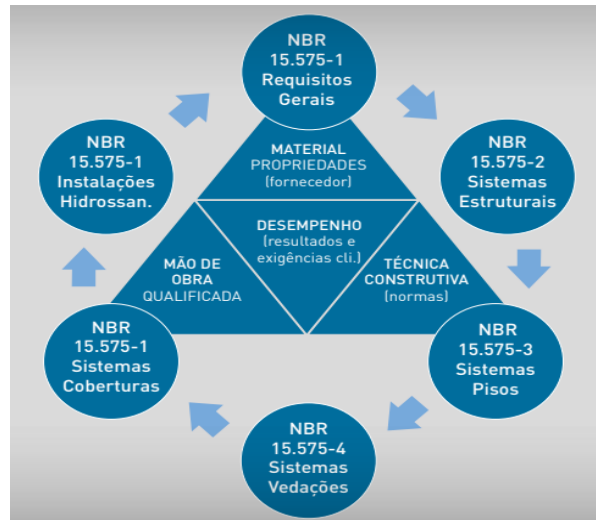 NBR
15.575-1
Requisitos
Gerais
NBR
15.575-2
Sistemas
Estruturais
NBR
15.575-3
Sistemas
Pisos
NBR
15.575-4
Sistemas
Vedações
NBR
15.575-1
Sistemas
Coberturas
NBR
15.575-1
Instalações
Hidrossan.
MATERIAL
PROPRIEDADES
(fornecedor)
DESEMPENHO
(resultados e
exigências cli.)
MÃO DE
OBRA
QUALIFICADA
TÉCNICA
CONSTRUTIVA
(normas)